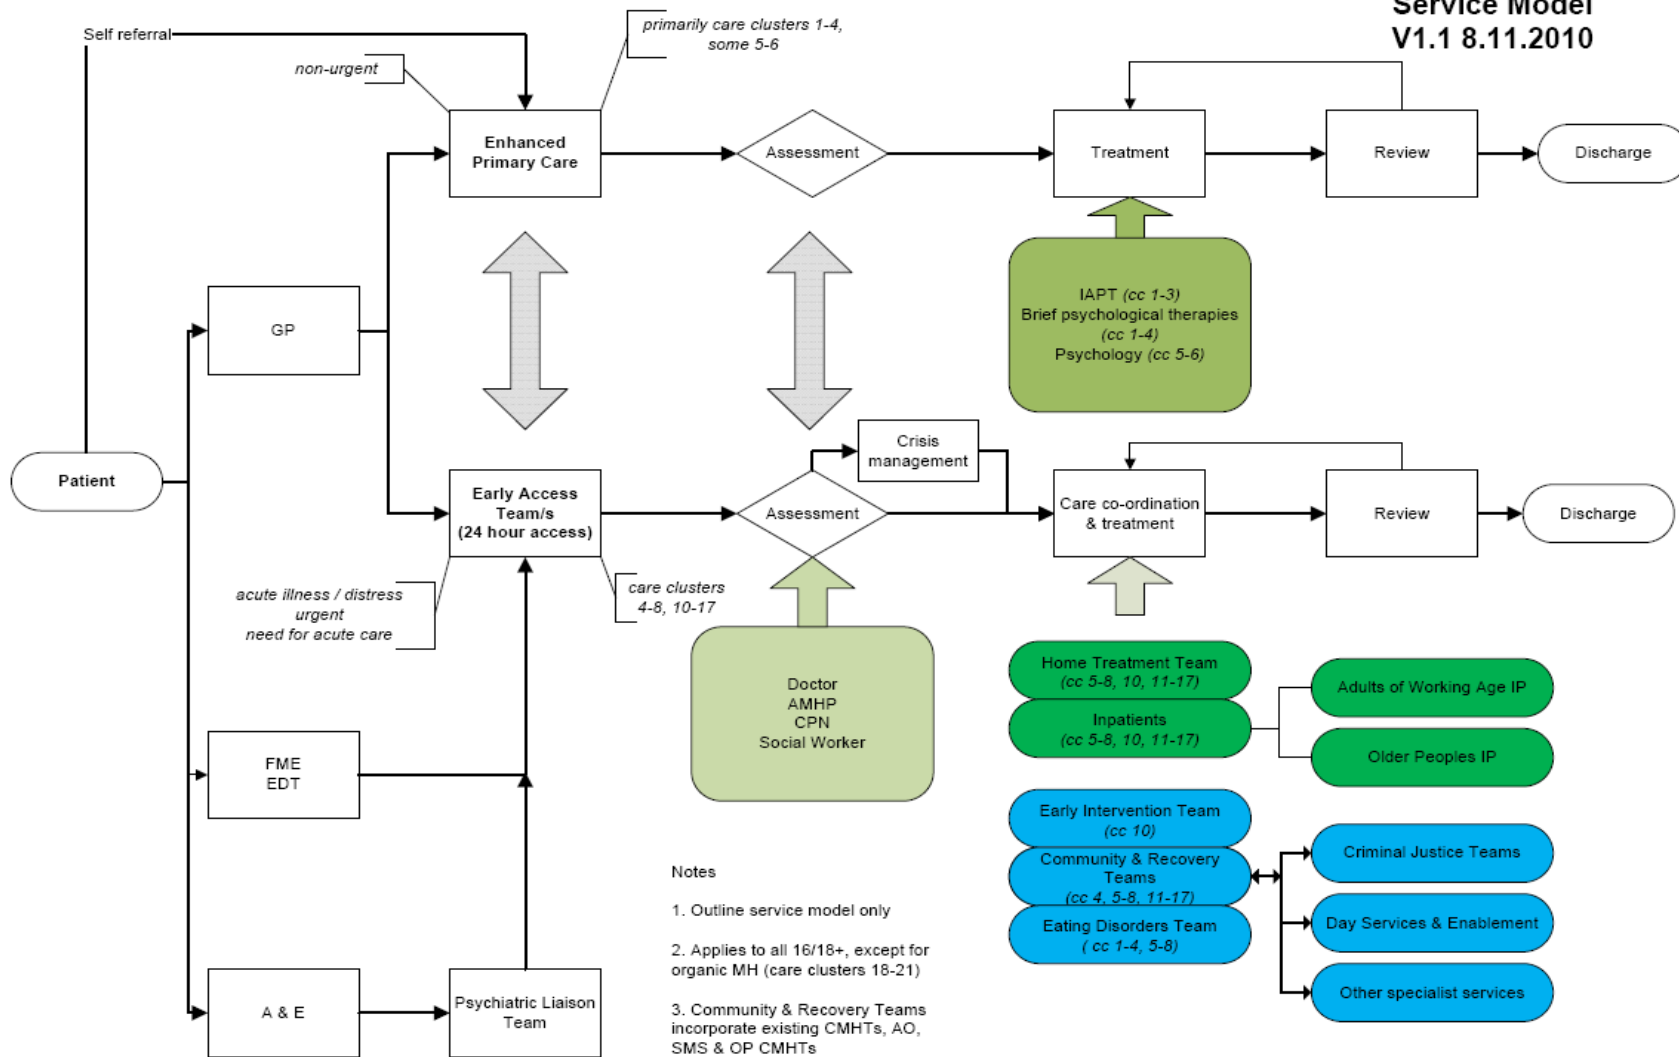 Service Model
V1.1 8.11.2010
Self referral
non-urgent
primarily care clusters 1-4,
some 5-6
Enhanced
Primary Care
Assessment
Treatment
Review
Discharge
IAPT (cc 1-3)
Brief psychological therapies
(cc 1-4)
Psychology (cc 5-6)
GP
Patient
Early Access
Team/s
(24 hour access)
Assessment
Crisis
management
Care co-ordination
& treatment
Review
Discharge
acute illness / distress
urgent
need for acute care
care clusters
4-8, 10-17
Doctor
AMHP
CPN
Social Worker
Home Treatment Team
(cc 5-8, 10, 11-17)
Inpatients
(cc 5-8, 10, 11-17)
Adults of Working Age IP
Older Peoples IP
FME
EDT
Early Intervention Team
(cc 10)
Community & Recovery
Teams
(cc 4, 5-8, 11-17)
Eating Disorders Team
( cc 1-4, 5-8)
Criminal Justice Teams
Day Services & Enablement
Other specialist services
A & E
Psychiatric Liaison
Team
Notes
1. Outline service model only
2. Applies to all 16/18+, except for
organic MH (care clusters 18-21)
3. Community & Recovery Teams
incorporate existing CMHTs, AO,
SMS & OP CMHTs